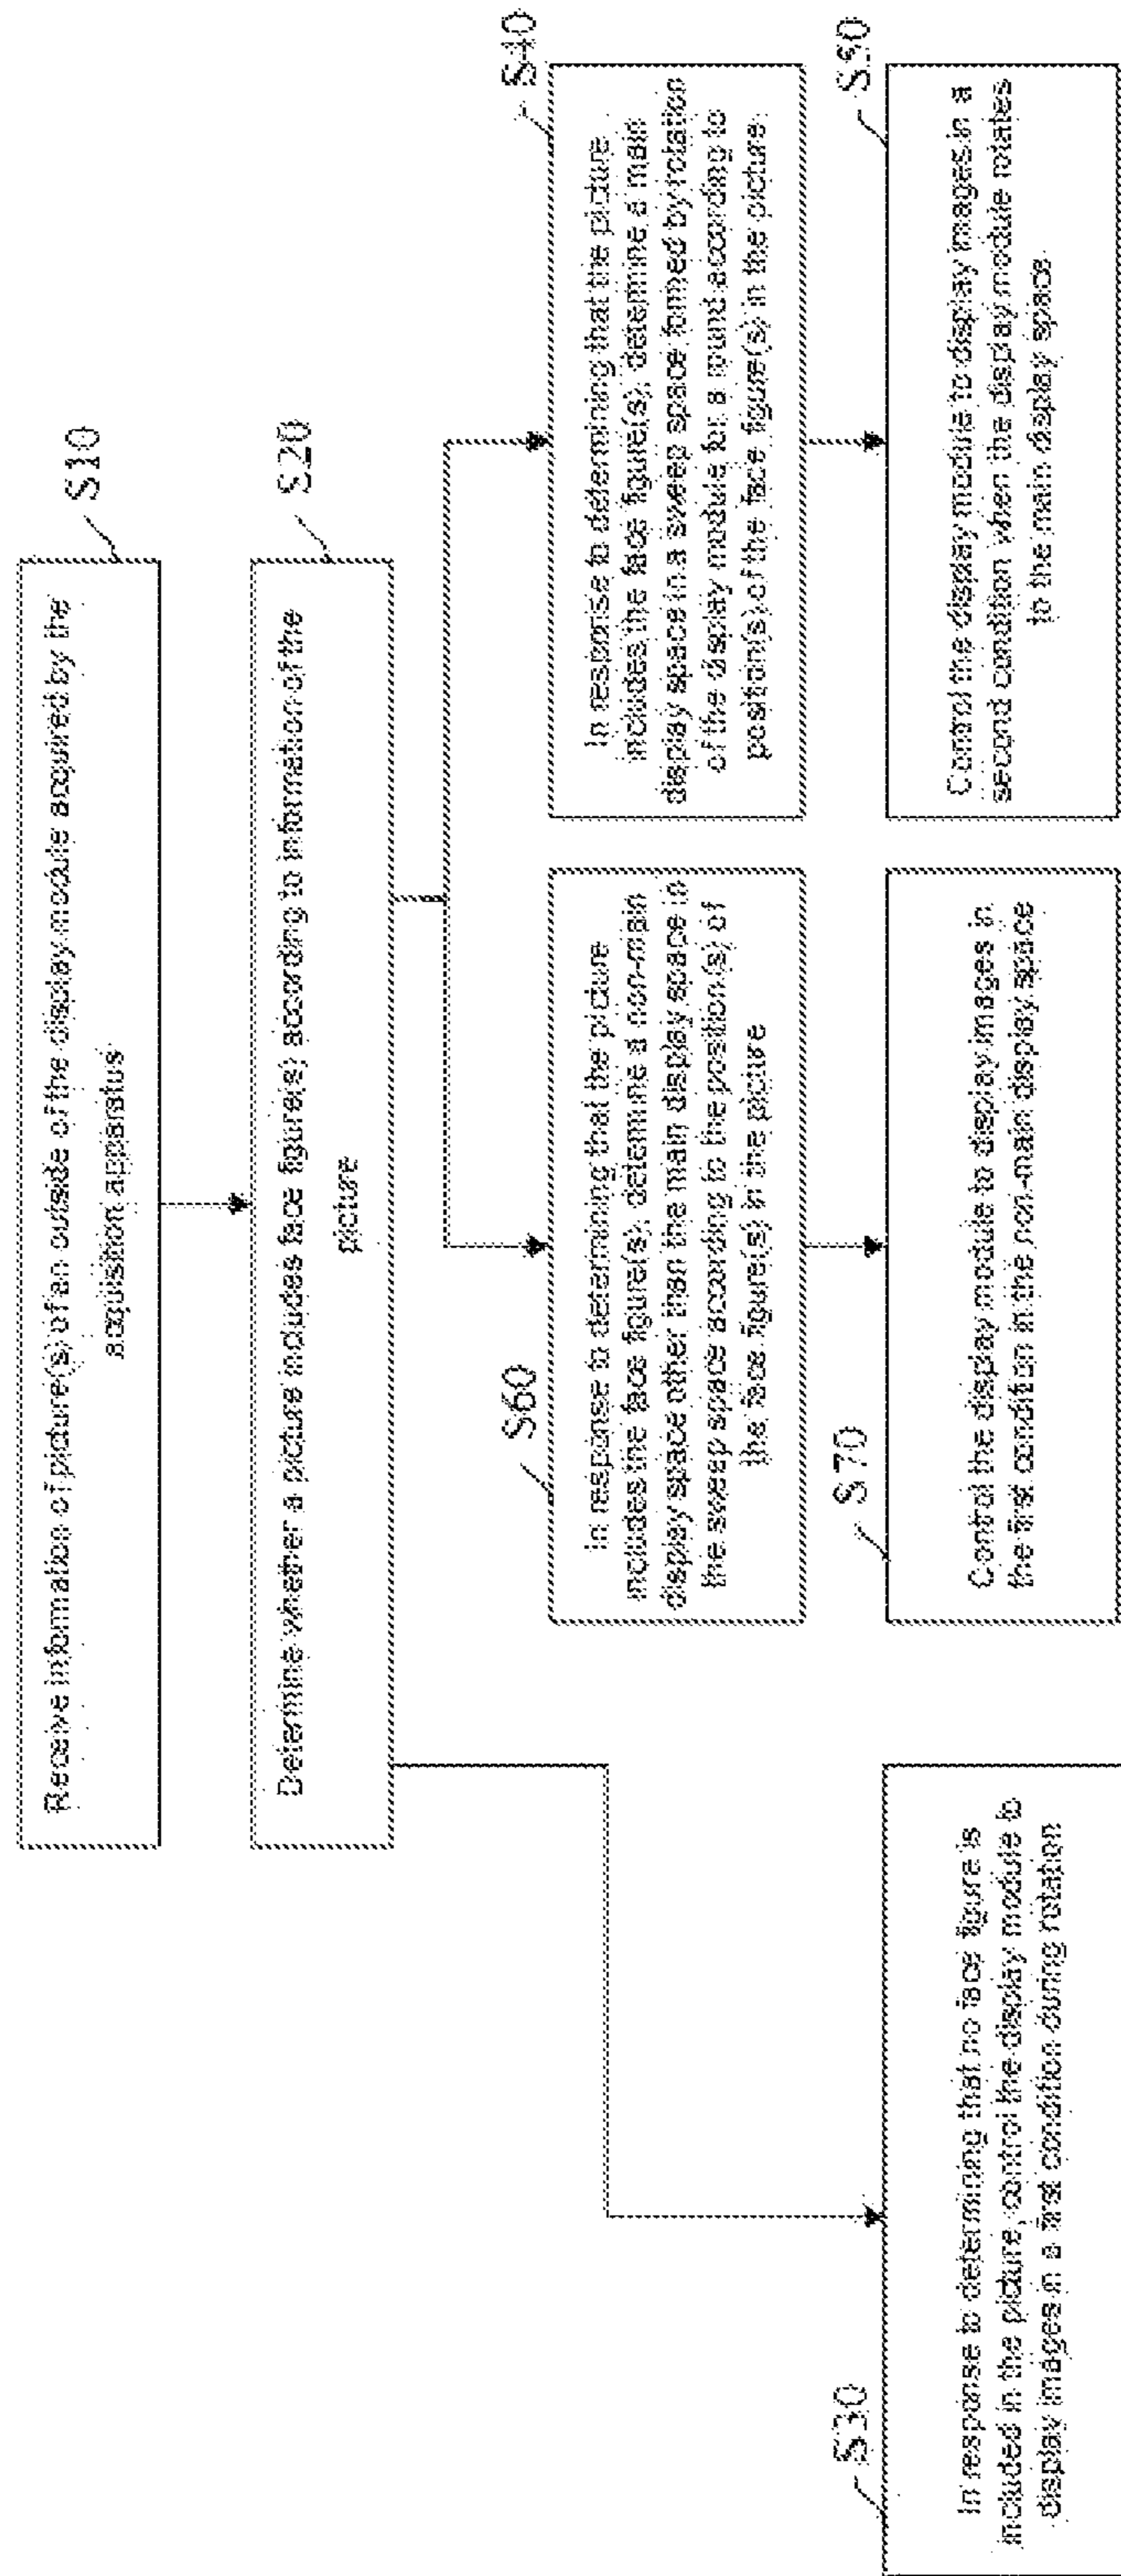 S10
Receive information of picture(s) of an outside of the display module acquired by the
acquisition apparatus
S20
Determine whether a picture includes face figure(s) according to information of the
picture
S30
In response to determining that no face figure is
included in the picture, control the display module to
display images in a first condition during rotation
S60
In response to determining that the picture
includes the face figure(s), determine a non-main
display space other than the main display space in
the sweep space according to the position(s) of
the face figure(s) in the picture
S70
Control the display module to display images in
the first condition in the non-main display space
S40
In response to determining that the picture
includes the face figure(s), determine a main
display space in a sweep space formed by rotation
of the display module for a round according to
position(s) of the face figure(s) in the picture
S50
Control the display module to display images in a
second condition when the display module rotates
to the main display space